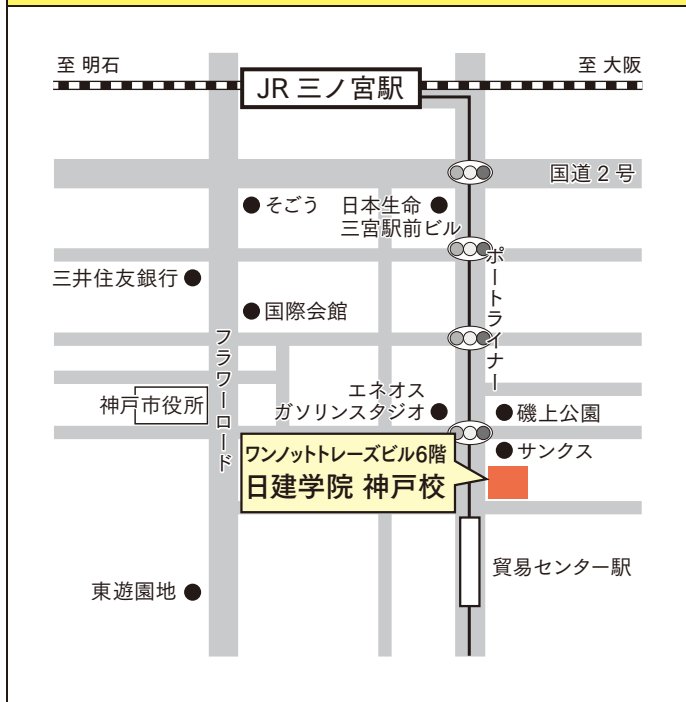 至 明石
至 大阪
JR 三ノ宮駅
国道 2 号
そごう
日本生命
三宮駅前ビル
三井住友銀行
国際会館
ポートライナー
フラワーロード
エネオス
ガソリンスタジオ
神戸市役所
磯上公園
サンクス
ワンノットトレーズビル6階
日建学院 神戸校
貿易センター駅
東遊園地